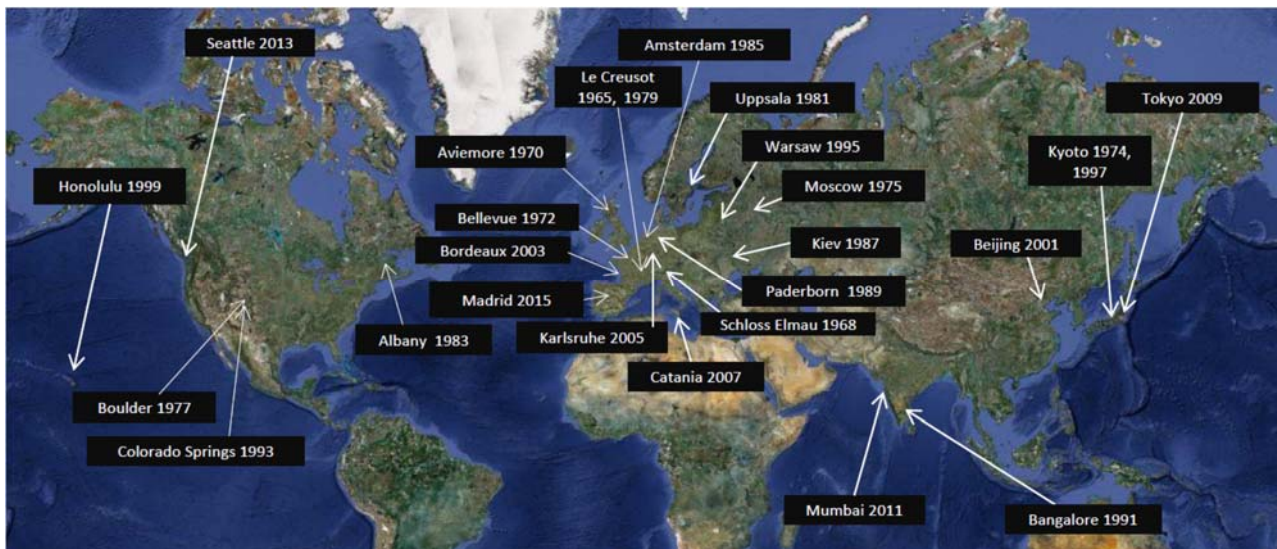 Seattle 2013
Amsterdam 1985
Le Creusot
1965, 1979
Uppsala 1981
Tokyo 2009
Aviemore 1970
Warsaw 1995
Kyoto 1974,
1997
Honolulu 1999
Moscow 1975
Bellevue 1972
Bordeaux 2003
Kiev 1987
Beijing 2001
Madrid 2015
Paderborn 1989
Albany 1983
Karlsruhe 2005
Schloss Elmau 1968
Catania 2007
Boulder 1977
Colorado Springs 1993
Mumbai 2011
Bangalore 1991